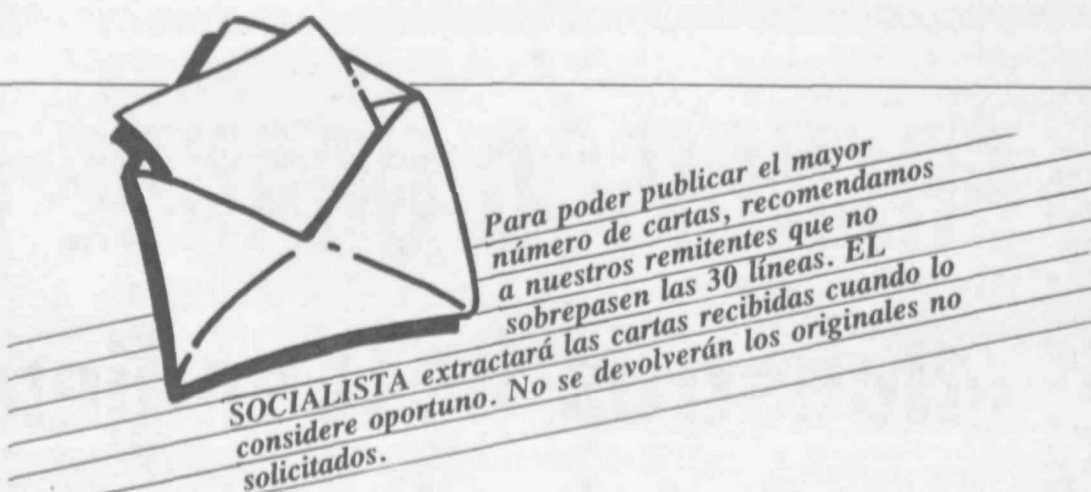 Para poder publicar el mayor
número de cartas, recomendamos
a nuestros remitentes que no
sobrepasen las 30 líneas. EL
SOCIALISTA extractará las cartas recibidas cuando lo
considere oportuno. No se devolverán los originales no
solicitados.